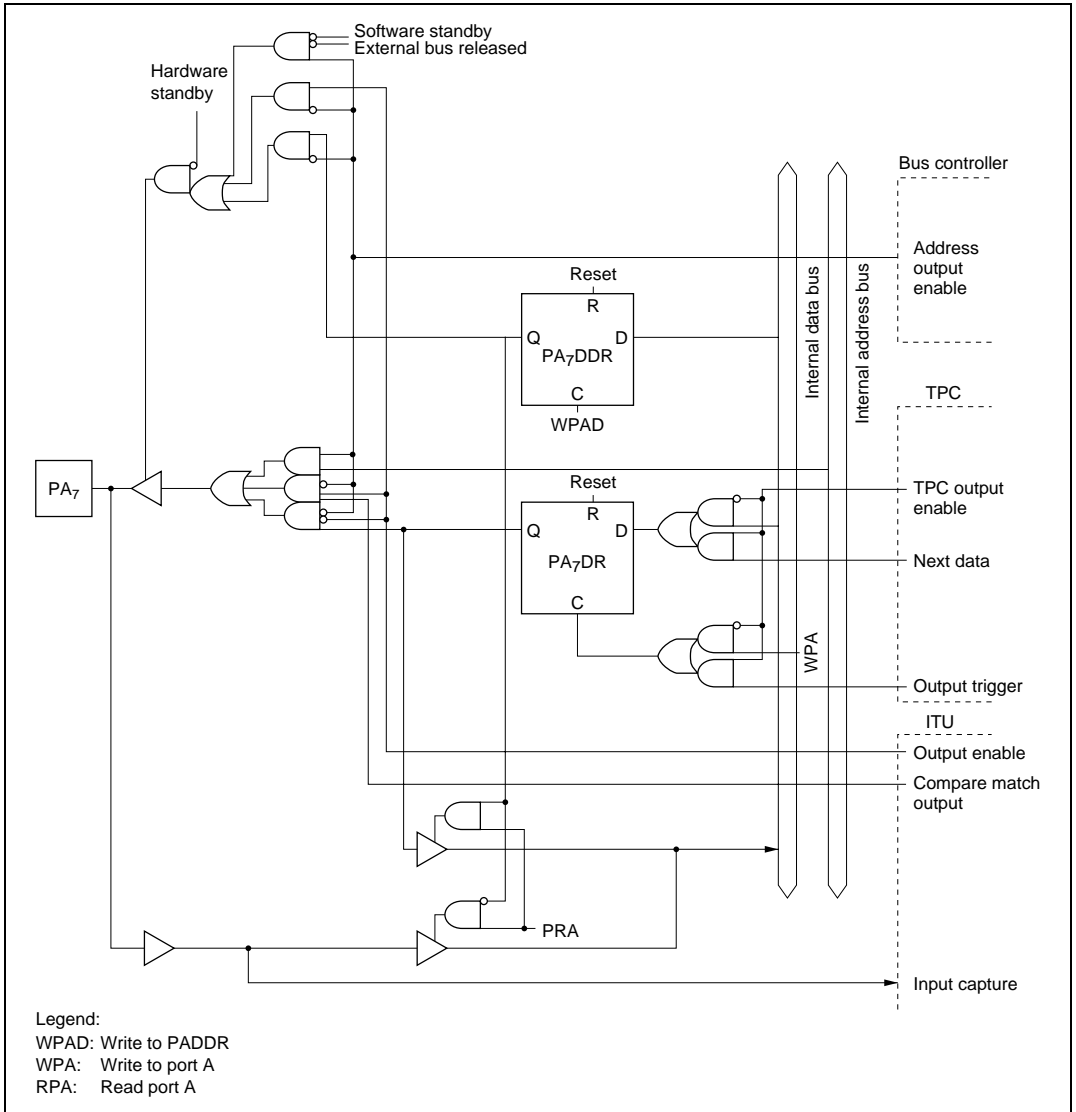 Software standby
External bus released
Hardware
standby
Bus controller
Address
output
enable
Internal data bus
Internal address bus
Reset
R
Q
D
PA7DDR
C
WPAD
TPC
PA7
TPC output
enable
Reset
R
Q
D
PA7DR
C
Next data
WPA
Output trigger
ITU
Output enable
Compare match
output
PRA
Input capture
Legend:
WPAD: Write to PADDR
WPA: Write to port A
RPA: Read port A